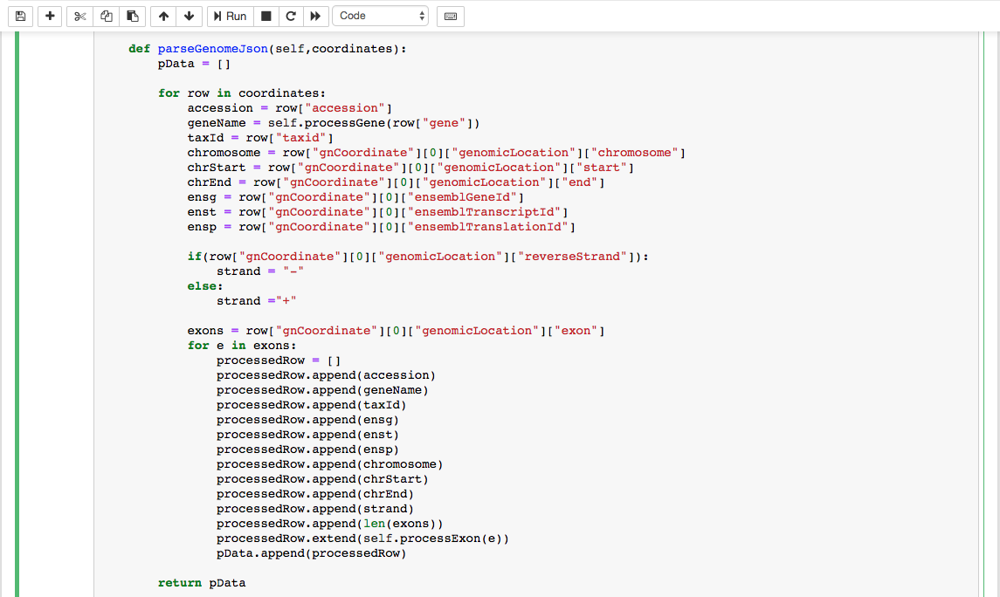 Run Code
def parseGenomeJson(self,coordinates):
pData = []
for row in coordinates:
accession = row["accession"]
geneName = self.processGene(row["gene"])
taxId = row["taxid"]
chromosome = row["gnCoordinate"][0]["genomicLocation"]["chromosome"]
chrStart = row["gnCoordinate"][0]["genomicLocation"]["start"]
chrEnd = row["gnCoordinate"][0]["genomicLocation"]["end"]
ensg = row["gnCoordinate"][0]["ensemblGeneId"]
enst = row["gnCoordinate"][0]["ensemblTranscriptId"]
ensp = row["gnCoordinate"][0]["ensemblTranslationId"]
if(row["gnCoordinate"][0]["genomicLocation"]["reverseStrand"]):
strand = "-"
else:
strand ="+"
exons = row["gnCoordinate"][0]["genomicLocation"]["exon"]
for e in exons:
processedRow = []
processedRow.append(accession)
processedRow.append(geneName)
processedRow.append(taxId)
processedRow.append(ensg)
processedRow.append(enst)
processedRow.append(ensp)
processedRow.append(chromosome)
processedRow.append(chrStart)
processedRow.append(chrEnd)
processedRow.append(strand)
processedRow.append(len(exons))
processedRow.extend(self.processExon(e))
pData.append(processedRow)
return pData